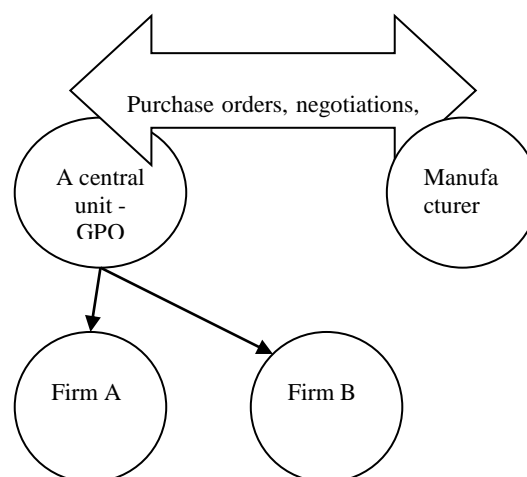 Purchase orders, negotiations,
A central
unit -
GPO
Manufa
cturer
Firm A
Firm B